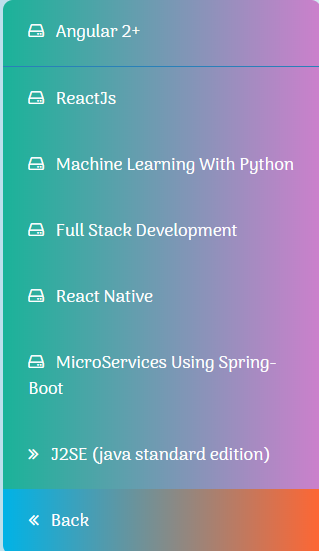 Angular 2+
ReactJs
Machine Learning With Python
Full Stack Development
React Native
MicroServices Using Spring-
Boot
J2SE (java standard edition)
Back